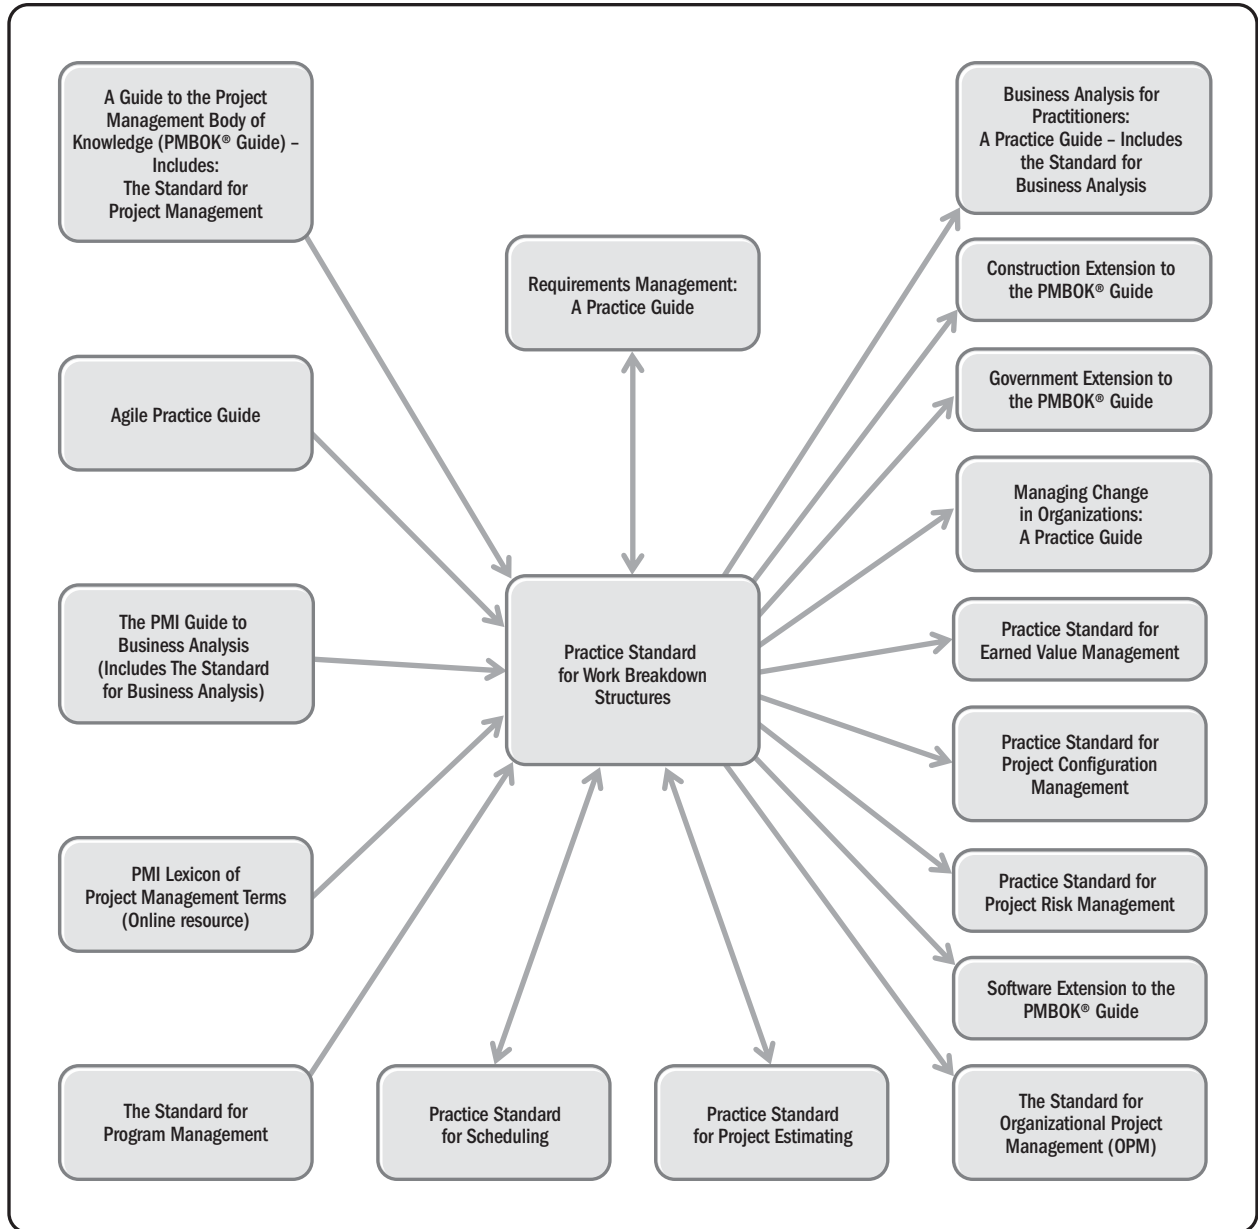 A Guide to the Project
Management Body of
Knowledge (PMBOK® Guide) –
Includes:
The Standard for
Project Management
Agile Practice Guide
The PMI Guide to
Business Analysis
(Includes The Standard
for Business Analysis)
PMI Lexicon of
Project Management Terms
(Online resource)
The Standard for
Program Management
Requirements Management:
A Practice Guide
Practice Standard
for Work Breakdown
Structures
Practice Standard
for Scheduling
Practice Standard
for Project Estimating
Business Analysis for
Practitioners:
A Practice Guide – Includes
the Standard for
Business Analysis
Construction Extension to
the PMBOK® Guide
Government Extension to
the PMBOK® Guide
Managing Change
in Organizations:
A Practice Guide
Practice Standard for
Earned Value Management
Practice Standard for
Project Configuration
Management
Practice Standard for
Project Risk Management
Software Extension to the
PMBOK® Guide
The Standard for
Organizational Project
Management (OPM)